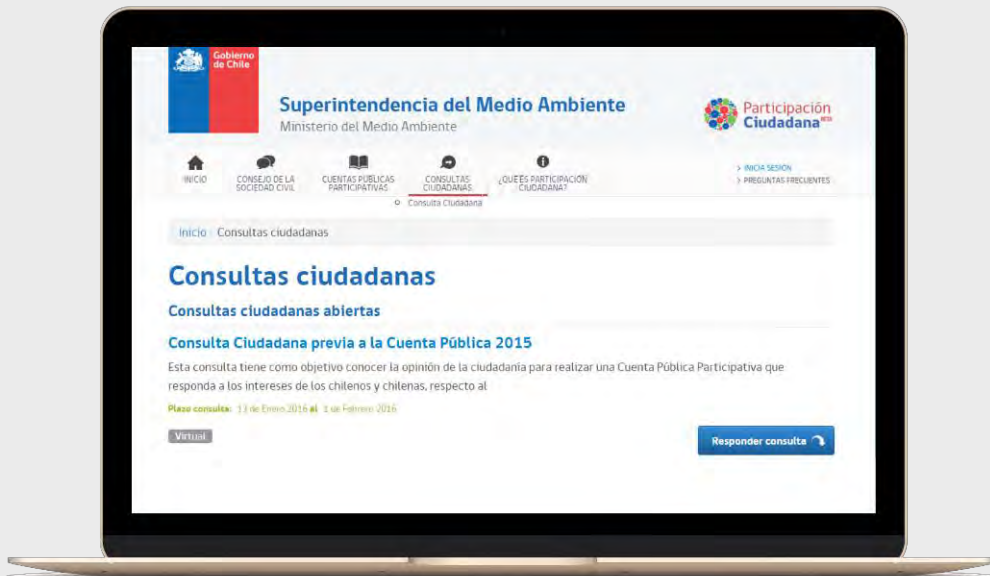 Gobierno
de Chile
Superintendencia del Medio Ambiente
Ministerio del Medio Ambiente
Participación
Ciudadana
INICIO
CONSEJO DE LA
SOCIEDAD CIVIL
CUENTAS PÚBLICAS
PARTICIPATIVAS
CONSULTAS
CIUDADANAS
¿QUÉ ES PARTICIPACIÓN
CIUDADANA?
> INICIA SESIÓN
> PREGUNTAS FRECUENTES
Consulta Ciudadana
Inicio / Consultas ciudadanas
Consultas ciudadanas
Consultas ciudadanas abiertas
Consulta Ciudadana previa a la Cuenta Pública 2015
Esta consulta tiene como objetivo conocer la opinión de la ciudadanía para realizar una Cuenta Pública Participativa que
responda a los intereses de los chilenos y chilenas, respecto al
Plazo consulta: 13 de Enero 2016 al 1 de Febrero 2016
Virtual
Responder consulta